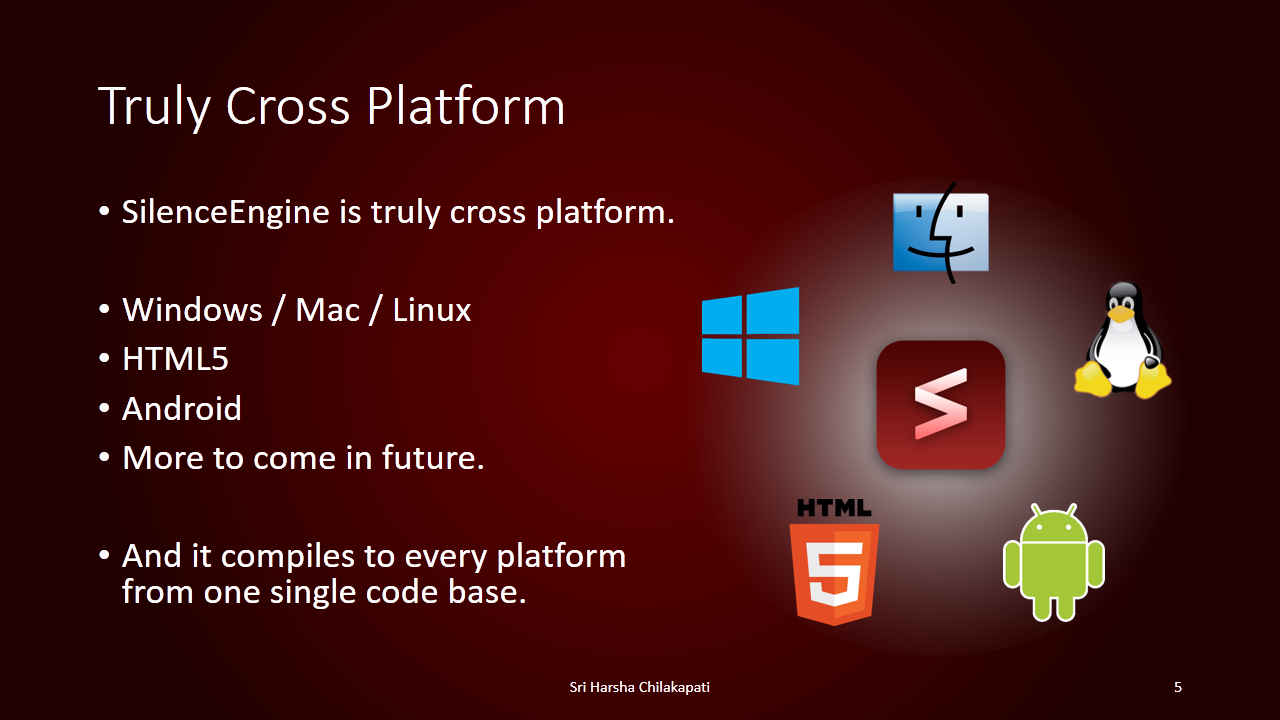 Truly Cross Platform
• SilenceEngine is truly cross platform.
• Windows / Mac / Linux
• HTML5
• Android
• More to come in future.
• And it compiles to every platform
from one single code base.
HTML
5
Sri Harsha Chilakapati
5